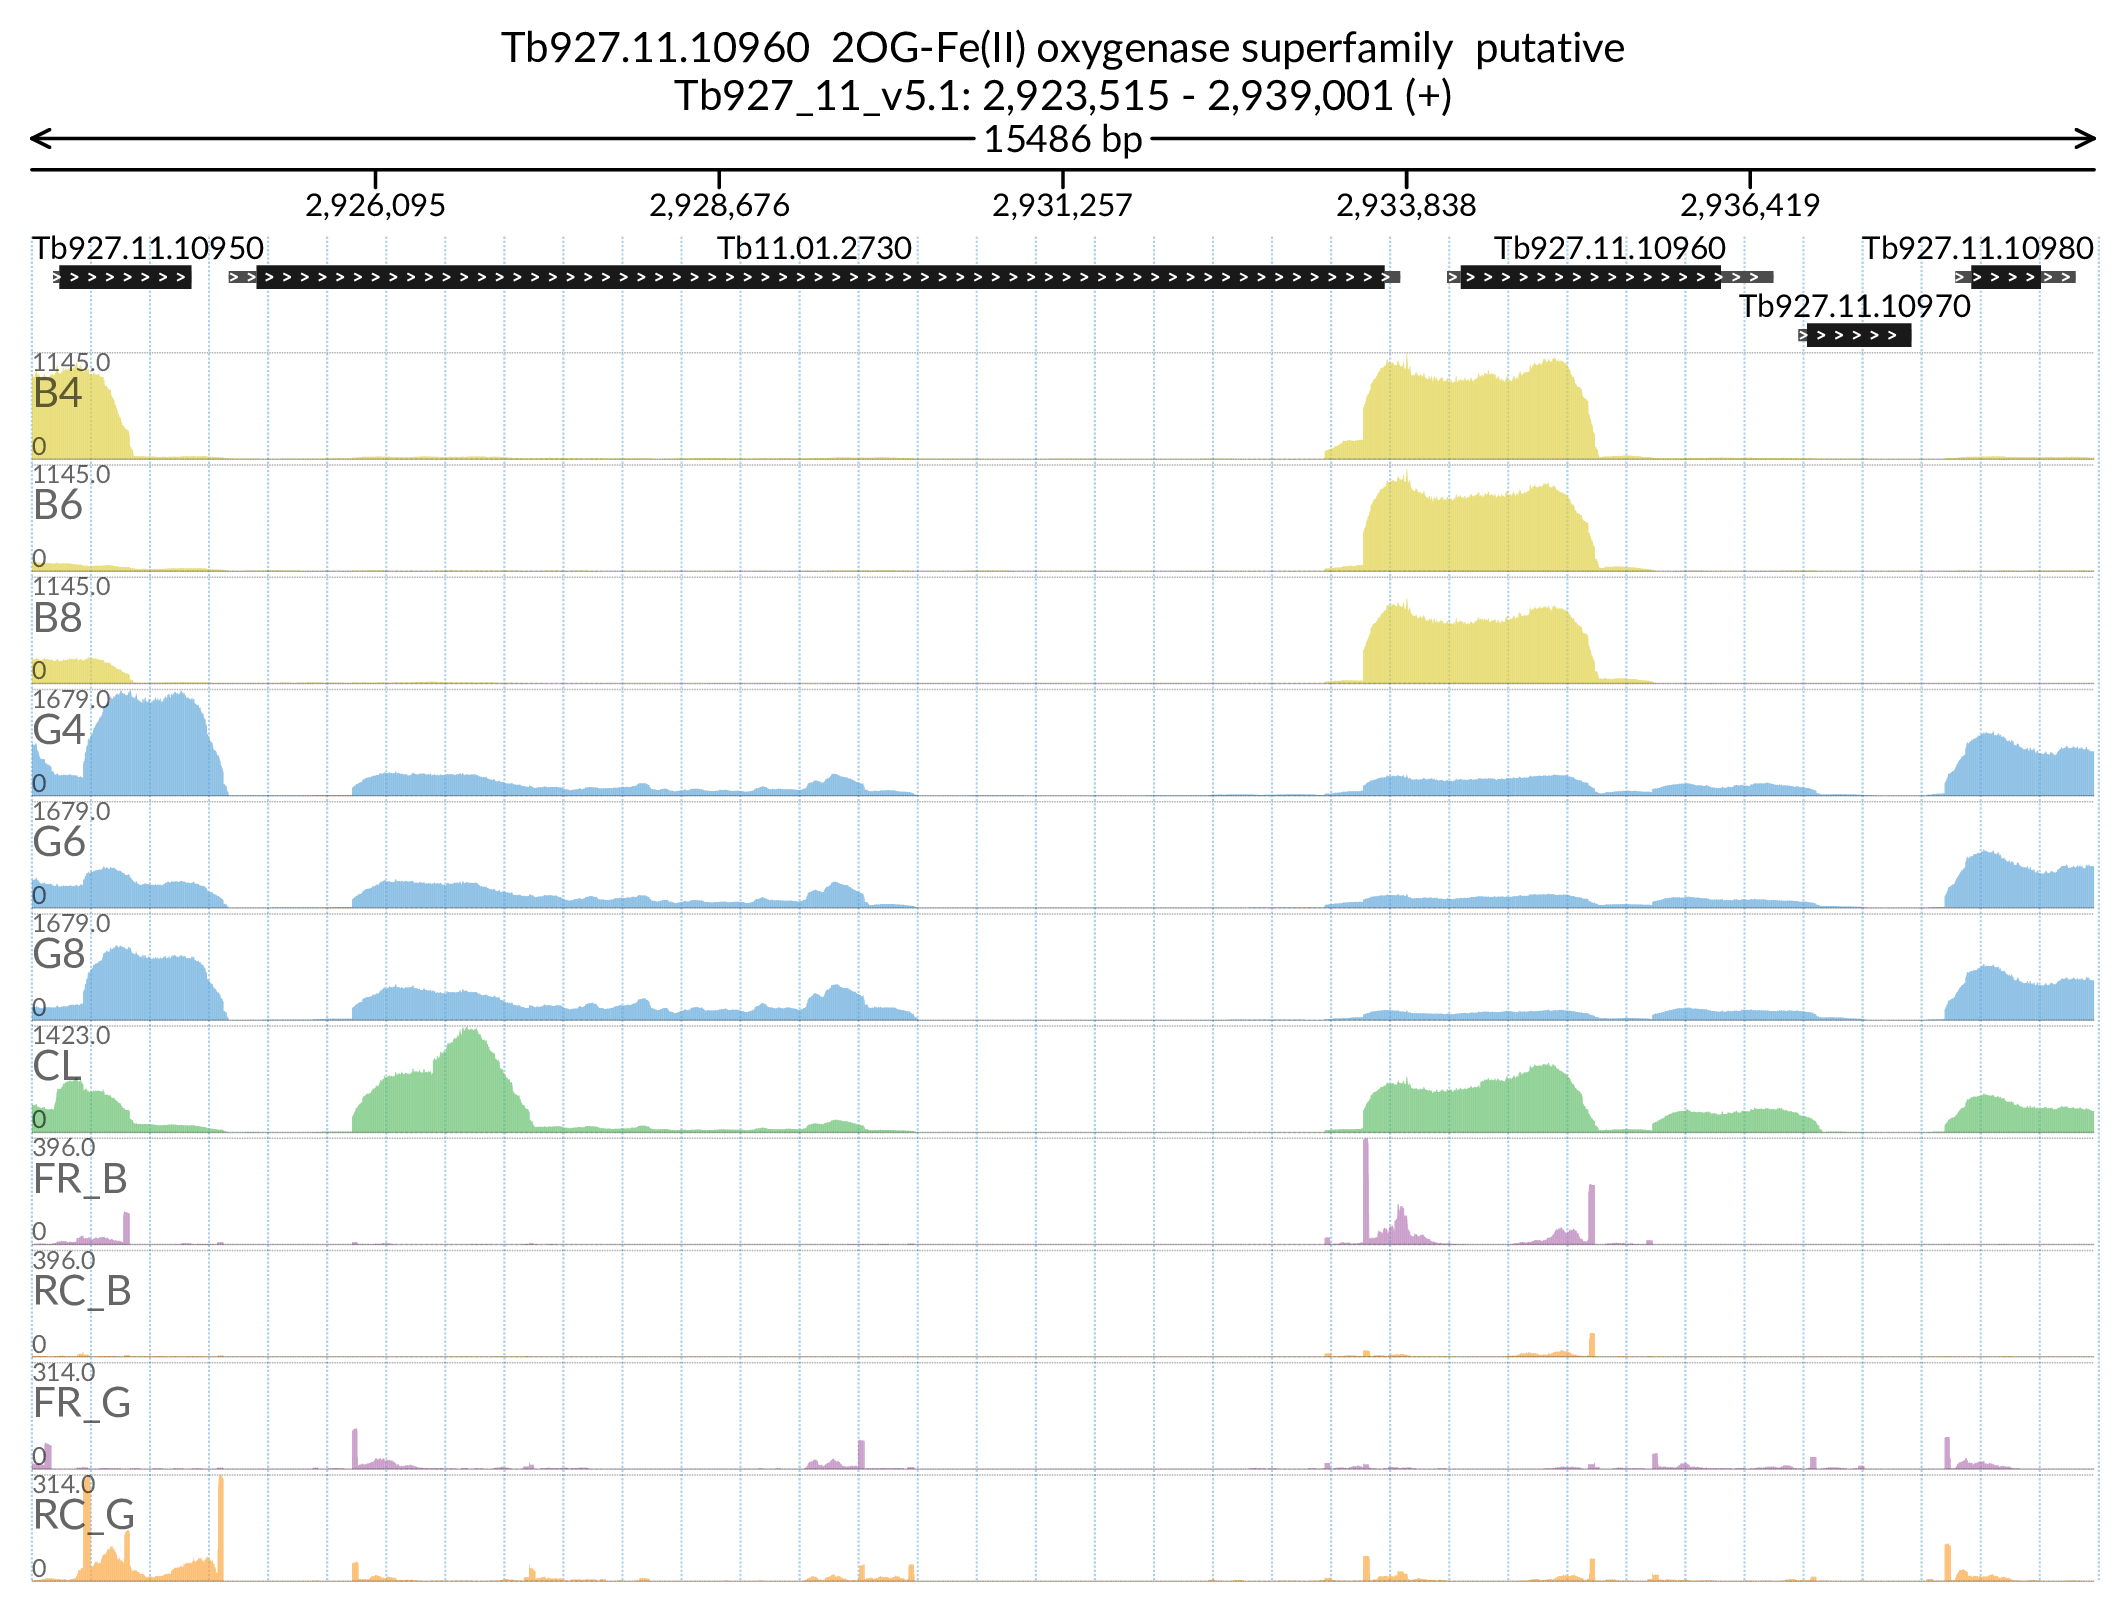 Tb927.11.10960 2OG-Fe(II) oxygenase superfamily putative
Tb927_11_v5.1: 2,923,515 - 2,939,001 (+)
15486 bp
2,926,095 2,928,676 2,931,257 2,933,838 2,936,419
Tb927.11.10950 Tb11.01.2730 Tb927.11.10960 Tb927.11.10980
Tb927.11.10970
1145.0
B4
0
1145.0
B6
0
1145.0
B8
0
1679.0
G4
0
1679.0
G6
0
1679.0
G8
0
1423.0
CL
0
396.0
FR_B
0
396.0
RC_B
0
314.0
FR_G
0
314.0
RC_G
0